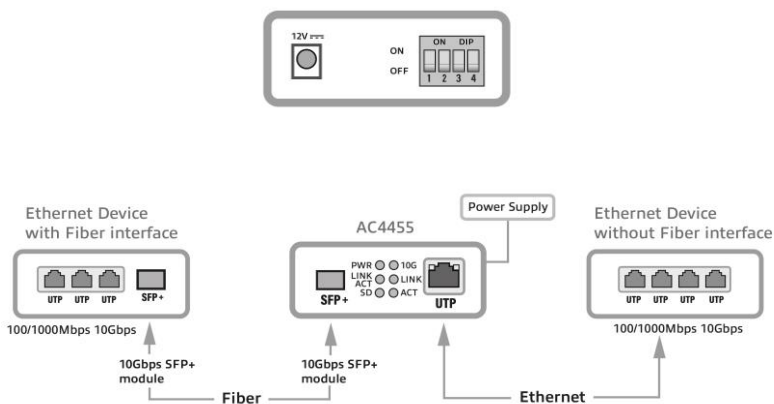 12V ⎓
ON DIP
ON
OFF
1 2 3 4
Ethernet Device
with Fiber interface
UTP UTP UTP SFP+
100/1000Mbps 10Gbps
10Gbps SFP+
module
AC4455
PWR 10G
LINK
ACT LINK
SD ACT
SFP+ UTP
10Gbps SFP+
module
Power Supply
Ethernet Device
without Fiber interface
UTP UTP UTP UTP
100/1000Mbps 10Gbps
Fiber
Ethernet